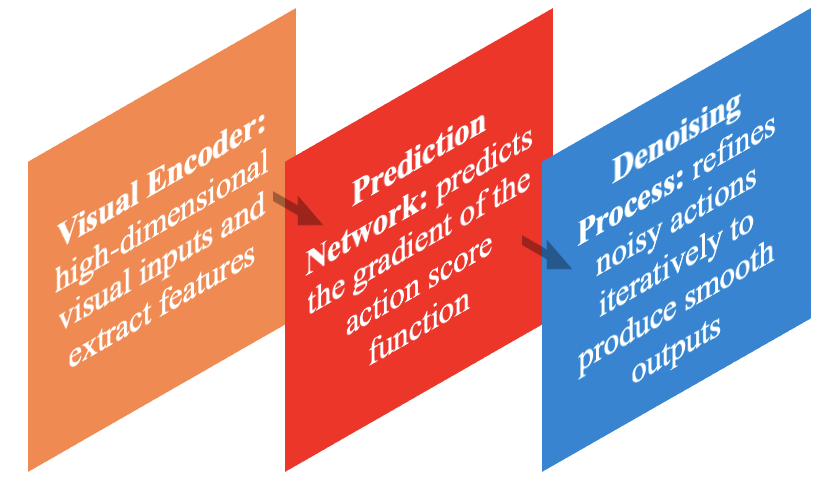 Visual Encoder:
high-dimensional
visual inputs and
extract features
Prediction
Network: predicts
the gradient of the
action score
function
Denoising
Process: refines
noisy actions
iteratively to
produce smooth
outputs